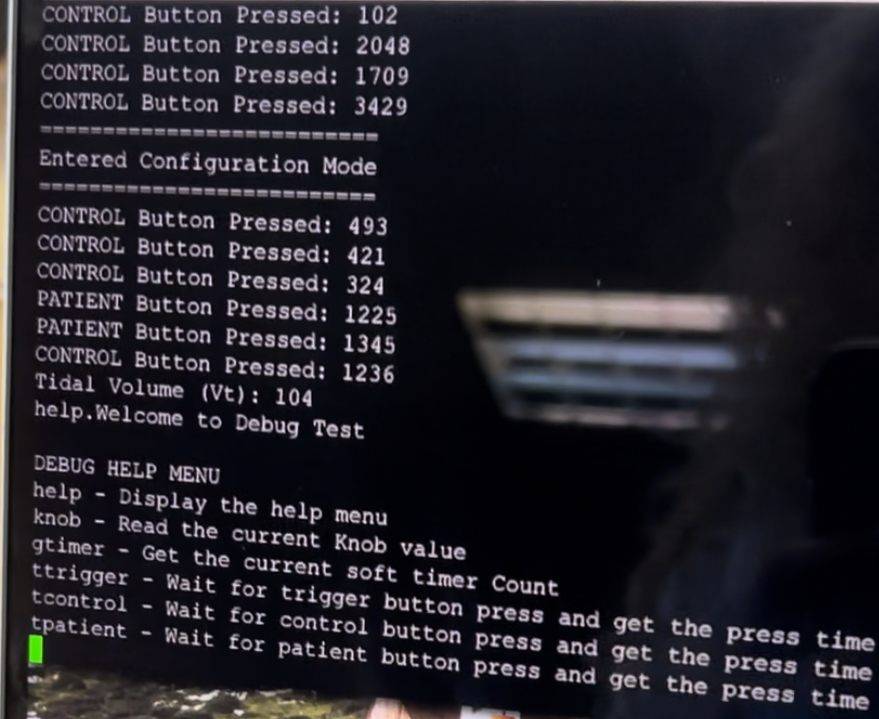 CONTROL Button Pressed: 102
CONTROL Button Pressed: 2048
CONTROL Button Pressed: 1709
CONTROL Button Pressed: 3429
===========================
Entered Configuration Mode
===========================
CONTROL Button Pressed: 493
CONTROL Button Pressed: 421
CONTROL Button Pressed: 324
PATIENT Button Pressed: 1225
PATIENT Button Pressed: 1345
CONTROL Button Pressed: 1236
Tidal Volume (Vt): 104
help.Welcome to Debug Test
DEBUG HELP MENU
help - Display the help menu
knob - Read the current Knob value
gtimer - Get the current soft timer Count
ttrigger - Wait for trigger button press and get the press time
tcontrol - Wait for control button press and get the press time
tpatient - Wait for patient button press and get the press time